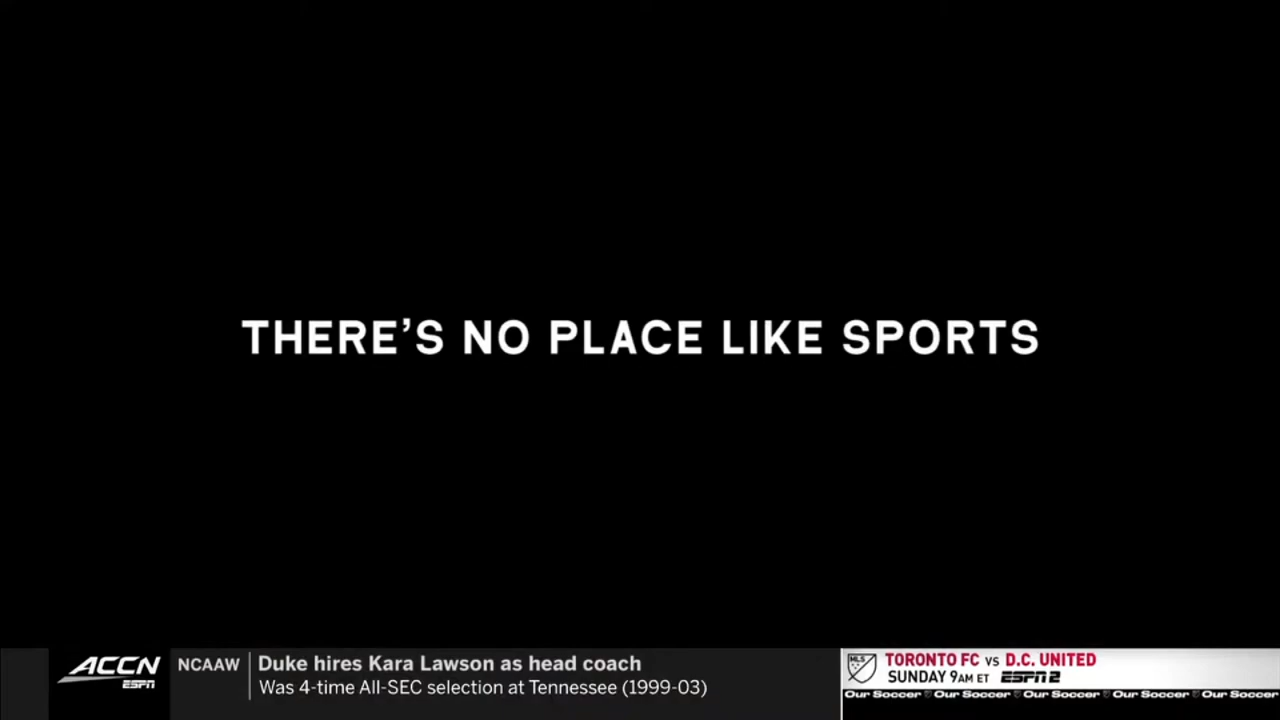 THERE'S NO PLACE LIKE SPORTS
ACCN
ESPN
NCAAW
Duke hires Kara Lawson as head coach
Was 4-time All-SEC selection at Tennessee (1999-03)
MLS
TORONTO FC vs D.C. UNITED
SUNDAY 9AM ET ESPN2
Our Soccer Our Soccer Our Soccer Our Soccer Our Soccer